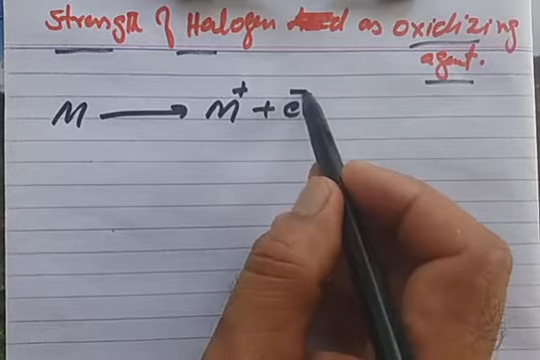 Strength of Halogen as oxidizing
agent.
M ⟶ M⁺ + e⁻